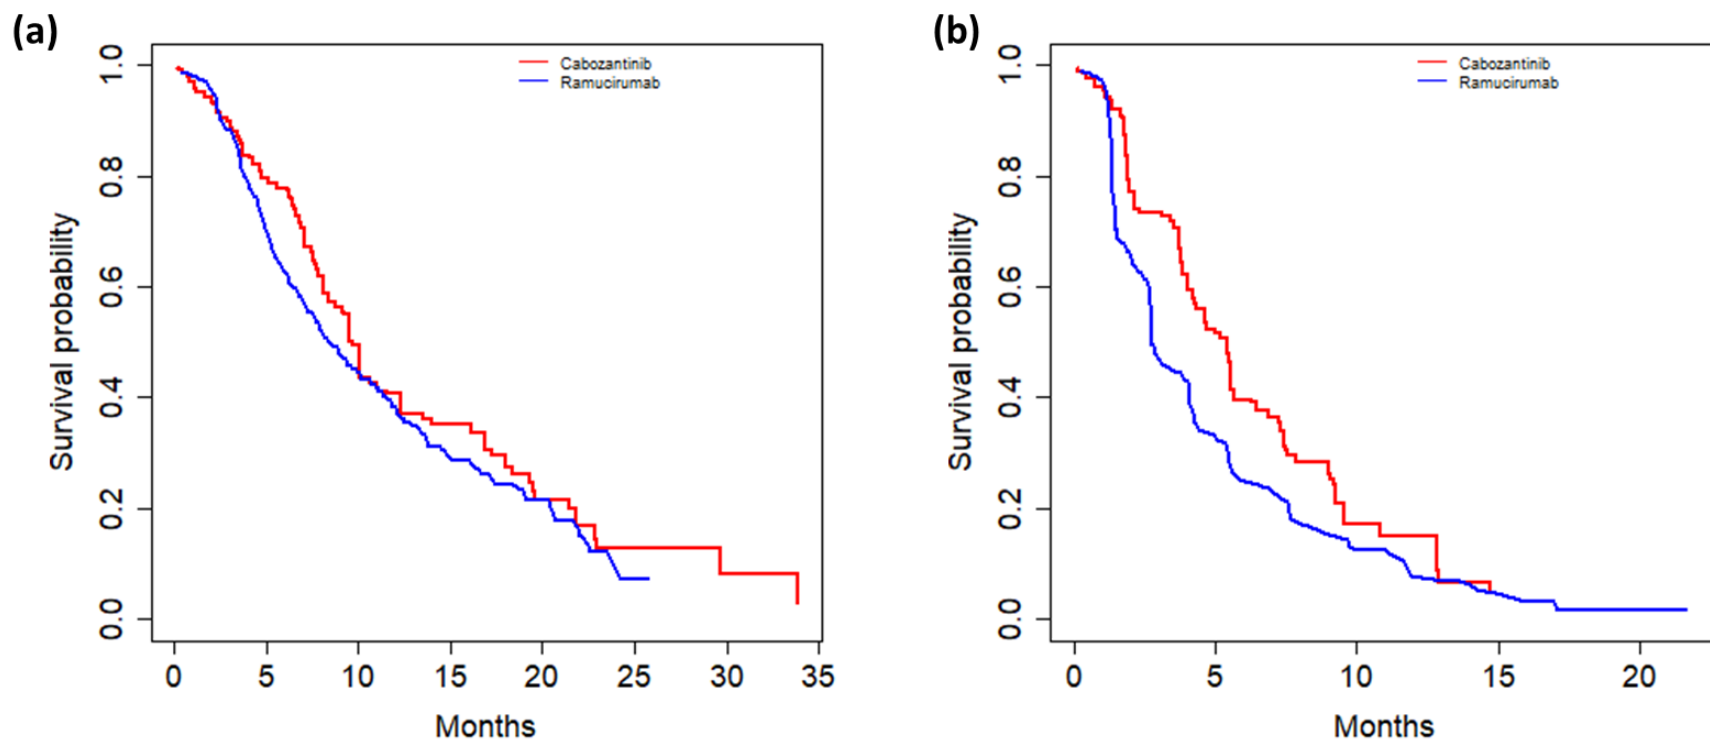 (a)
Cabozantinib
Ramucirumab
Survival probability
1.0
0.8
0.6
0.4
0.2
0.0
0 5 10 15 20 25 30 35
Months
(b)
Cabozantinib
Ramucirumab
Survival probability
1.0
0.8
0.6
0.4
0.2
0.0
0 5 10 15 20
Months